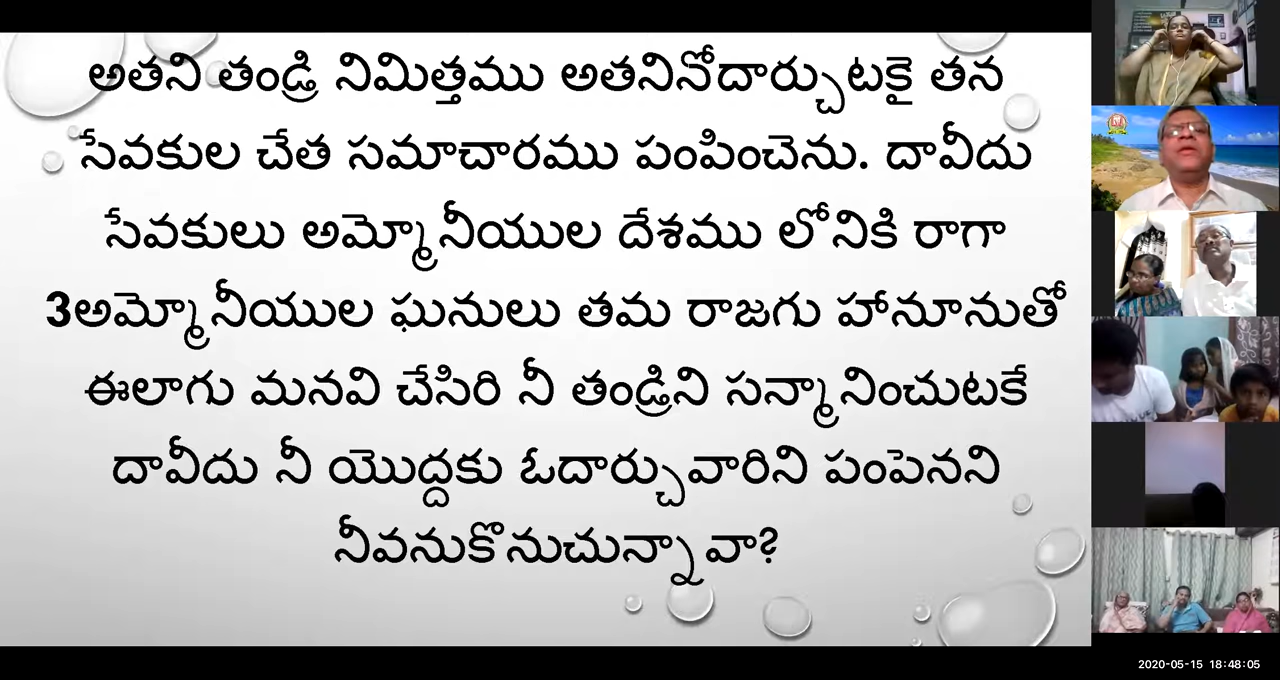 అతని తండ్రి నిమిత్తము అతనినోదార్చుటకై తన
సేవకుల చేత సమాచారము పంపించెను. దావీదు
సేవకులు అమ్మోనీయుల దేశము లోనికి రాగా
3అమ్మోనీయుల ఘనులు తమ రాజగు హానూనుతో
ఈలాగు మనవి చేసిరి నీ తండ్రిని సన్మానించుటకే
దావీదు నీ యొద్దకు ఓదార్చువారిని పంపెనని
నీవనుకొనుచున్నావా?
2020-05-15 18:48:05